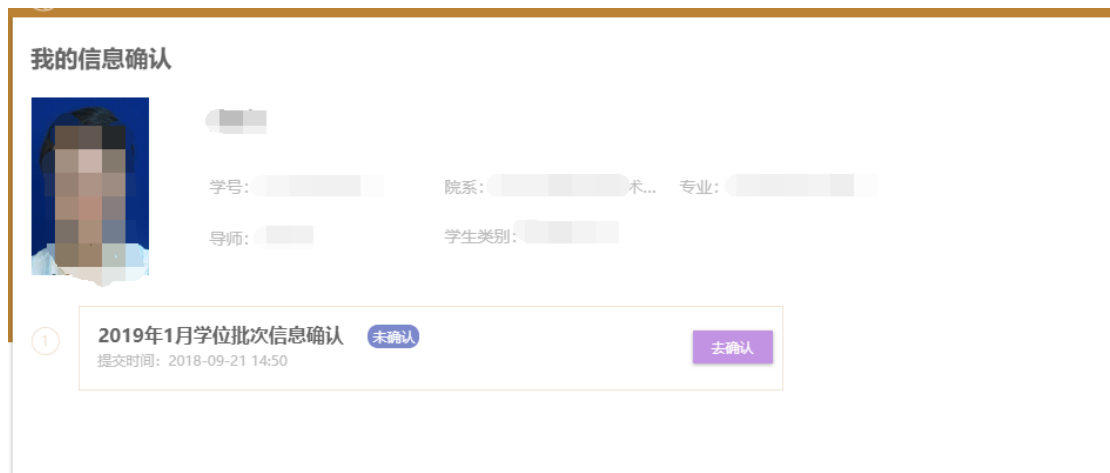 我的信息确认
学号： 院系： 术... 专业：
导师： 学生类别：
1 2019年1月学位批次信息确认 未确认 去确认
提交时间：2018-09-21 14:50